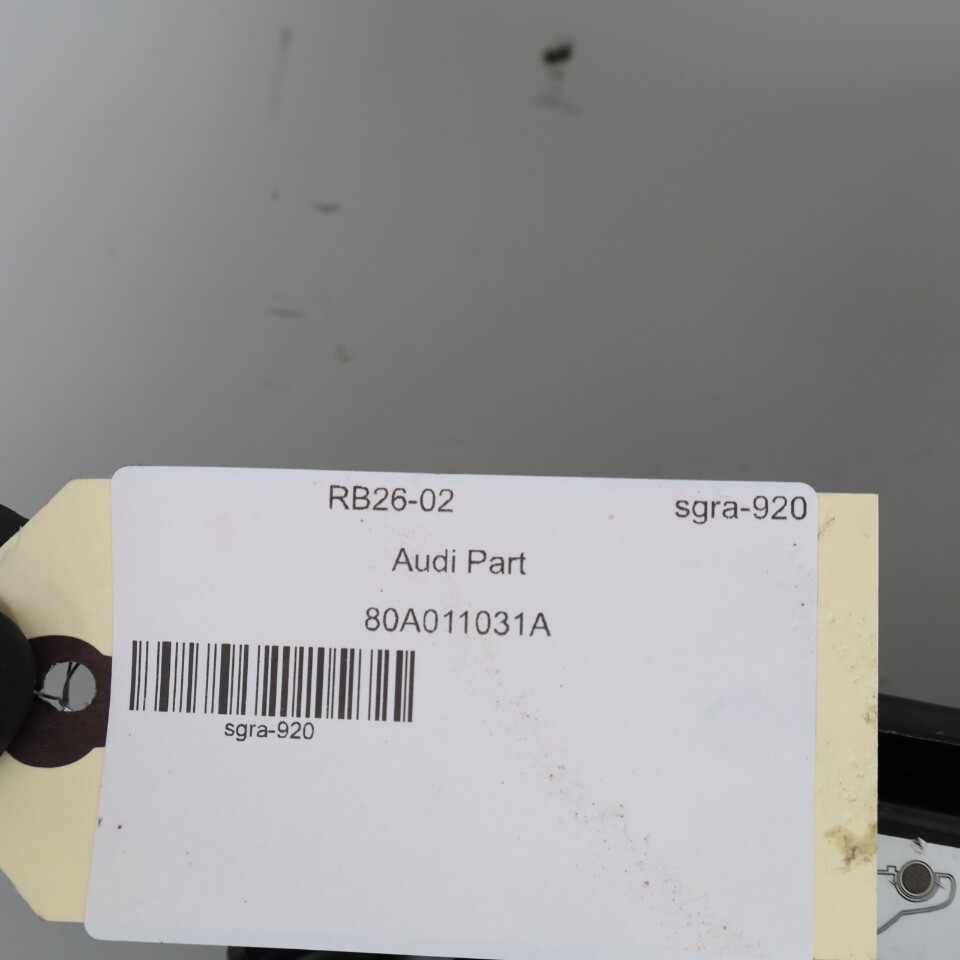 RB26-02 sgra-920
Audi Part
80A011031A
sgra-920